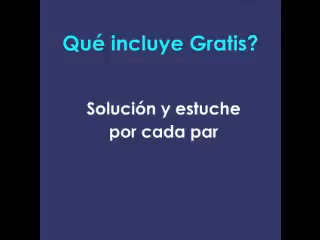 Qué incluye Gratis?
Solución y estuche
por cada par